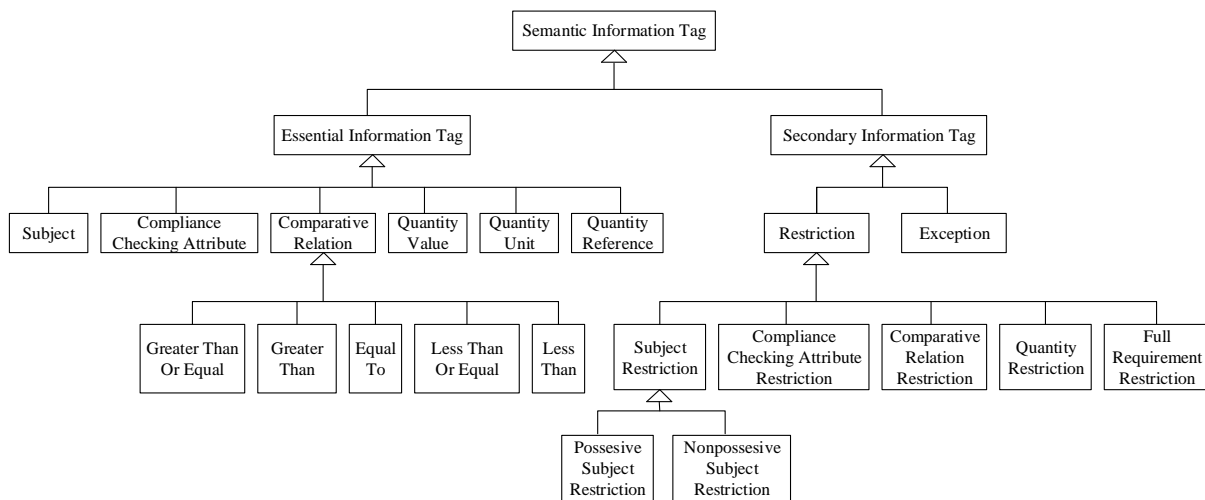 Semantic Information Tag
Essential Information Tag
Secondary Information Tag
Subject
Compliance
Checking Attribute
Comparative
Relation
Quantity
Value
Quantity
Unit
Quantity
Reference
Restriction
Exception
Greater Than
Or Equal
Greater
Than
Equal
To
Less Than
Or Equal
Less
Than
Subject
Restriction
Compliance
Checking Attribute
Restriction
Comparative
Relation
Restriction
Quantity
Restriction
Full
Requirement
Restriction
Possesive
Subject
Restriction
Nonpossesive
Subject
Restriction